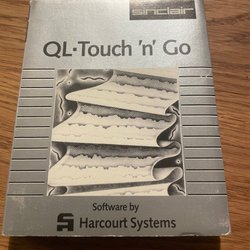 sinclair
QL·Touch 'n' Go
Software by
Harcourt Systems